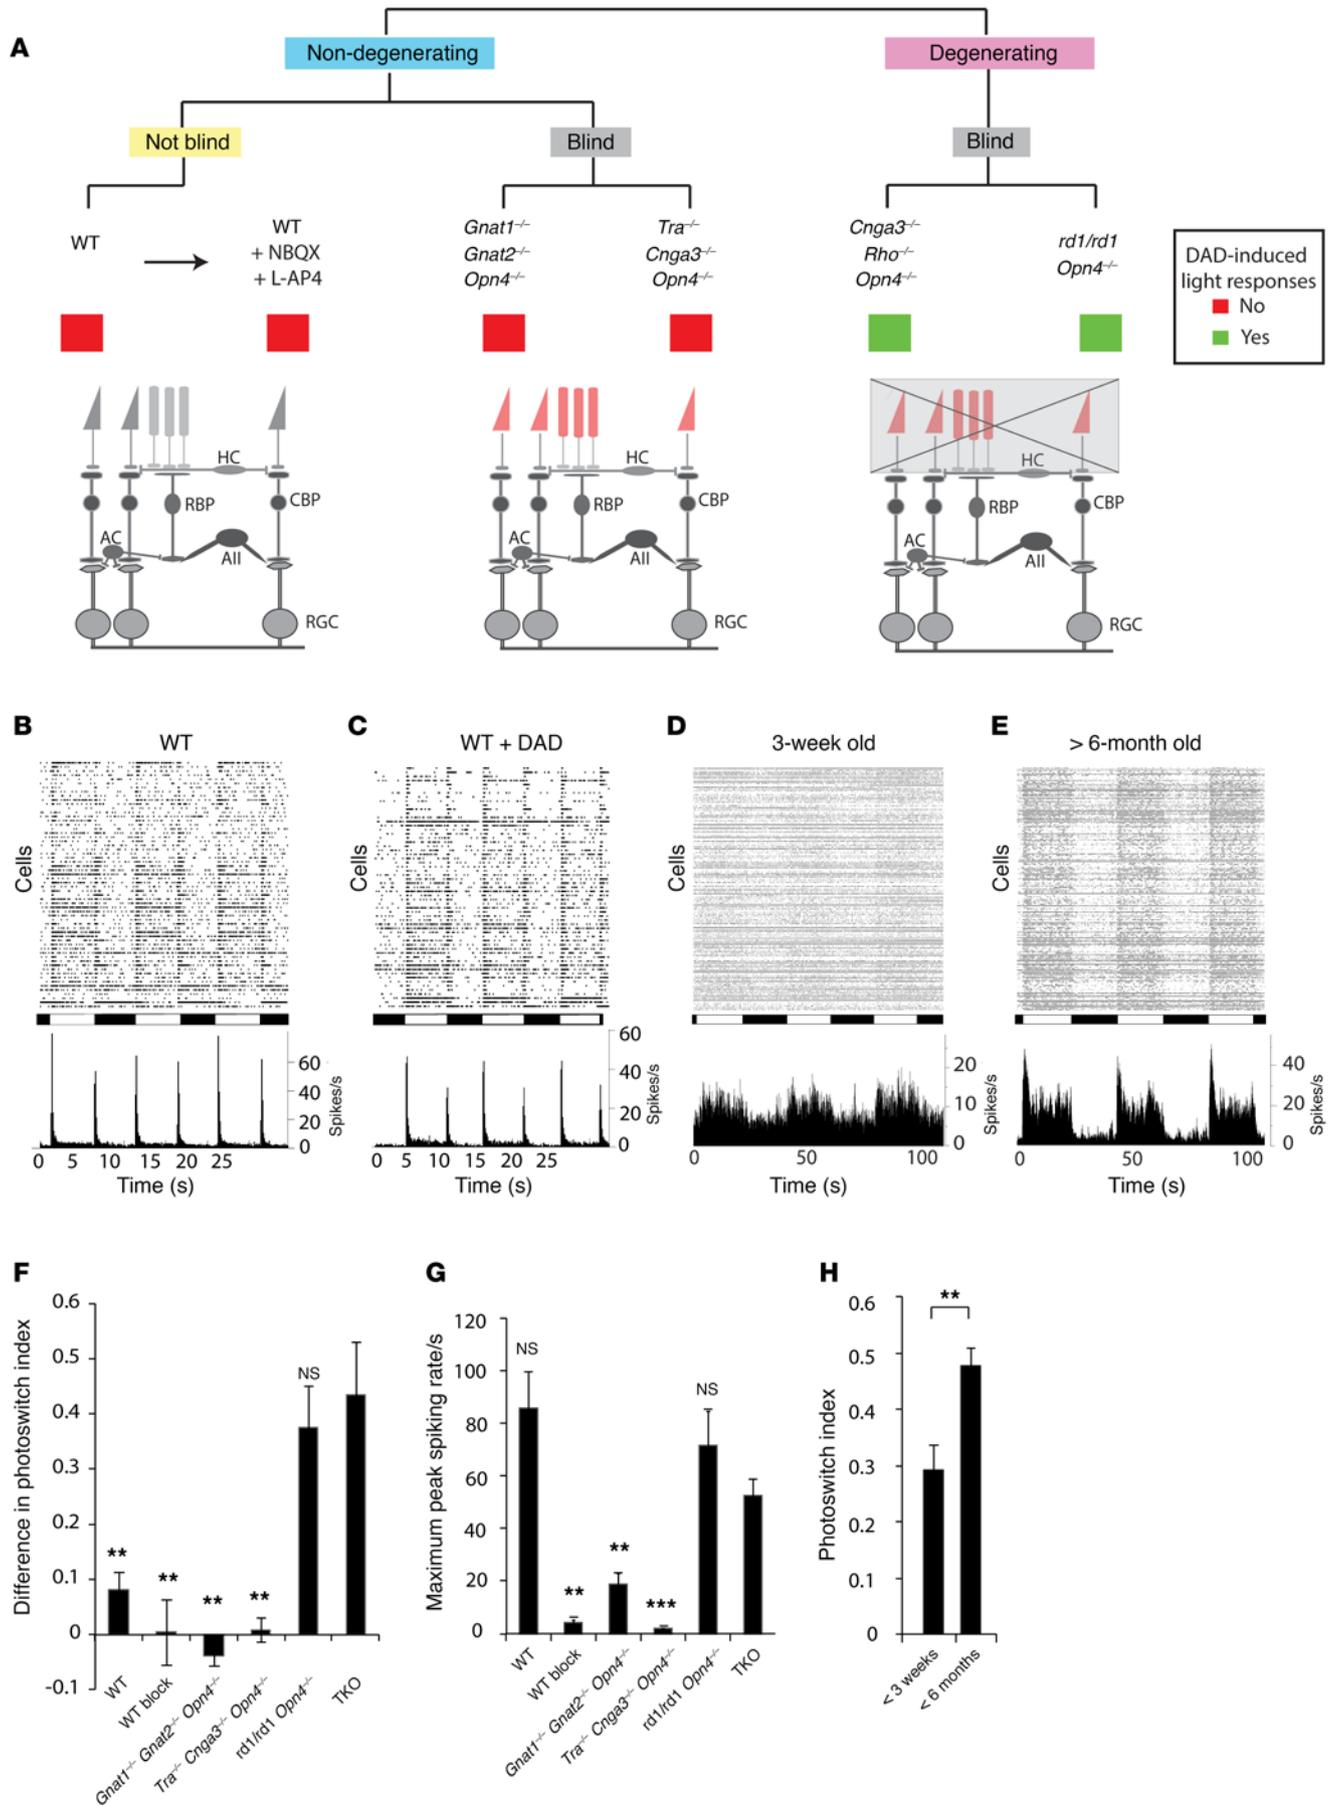 A
Non-degenerating
Degenerating
Not blind
Blind
Blind
WT
WT
+ NBQX
+ L-AP4
Gnat1–/–
Gnat2–/–
Opn4–/–
Tra–/–
Cnga3–/–
Opn4–/–
Cnga3–/–
Rho–/–
Opn4–/–
rd1/rd1
Opn4–/–
DAD-induced
light responses
No
Yes
HC
RBP
CBP
AC
AII
RGC
HC
RBP
CBP
AC
AII
RGC
HC
RBP
CBP
AC
AII
RGC
B
WT
Cells
60
40
20
0
Spikes/s
0 5 10 15 20 25
Time (s)
C
WT + DAD
Cells
60
40
20
0
Spikes/s
0 5 10 15 20 25
Time (s)
D
3-week old
Cells
20
10
0
Spikes/s
0 50 100
Time (s)
E
> 6-month old
Cells
40
20
0
Spikes/s
0 50 100
Time (s)
F
Difference in photoswitch index
0.6
0.5
0.4
0.3
0.2
0.1
0
-0.1
**
**
**
**
NS
WT
WT block
Gnat1–/– Gnat2–/– Opn4–/–
Tra–/– Cnga3–/– Opn4–/–
rd1/rd1 Opn4–/–
TKO
G
Maximum peak spiking rate/s
120
100
80
60
40
20
0
NS
**
**
***
NS
WT
WT block
Gnat1–/– Gnat2–/– Opn4–/–
Tra–/– Cnga3–/– Opn4–/–
rd1/rd1 Opn4–/–
TKO
H
Photoswitch index
0.6
0.5
0.4
0.3
0.2
0.1
0
**
< 3 weeks
< 6 months